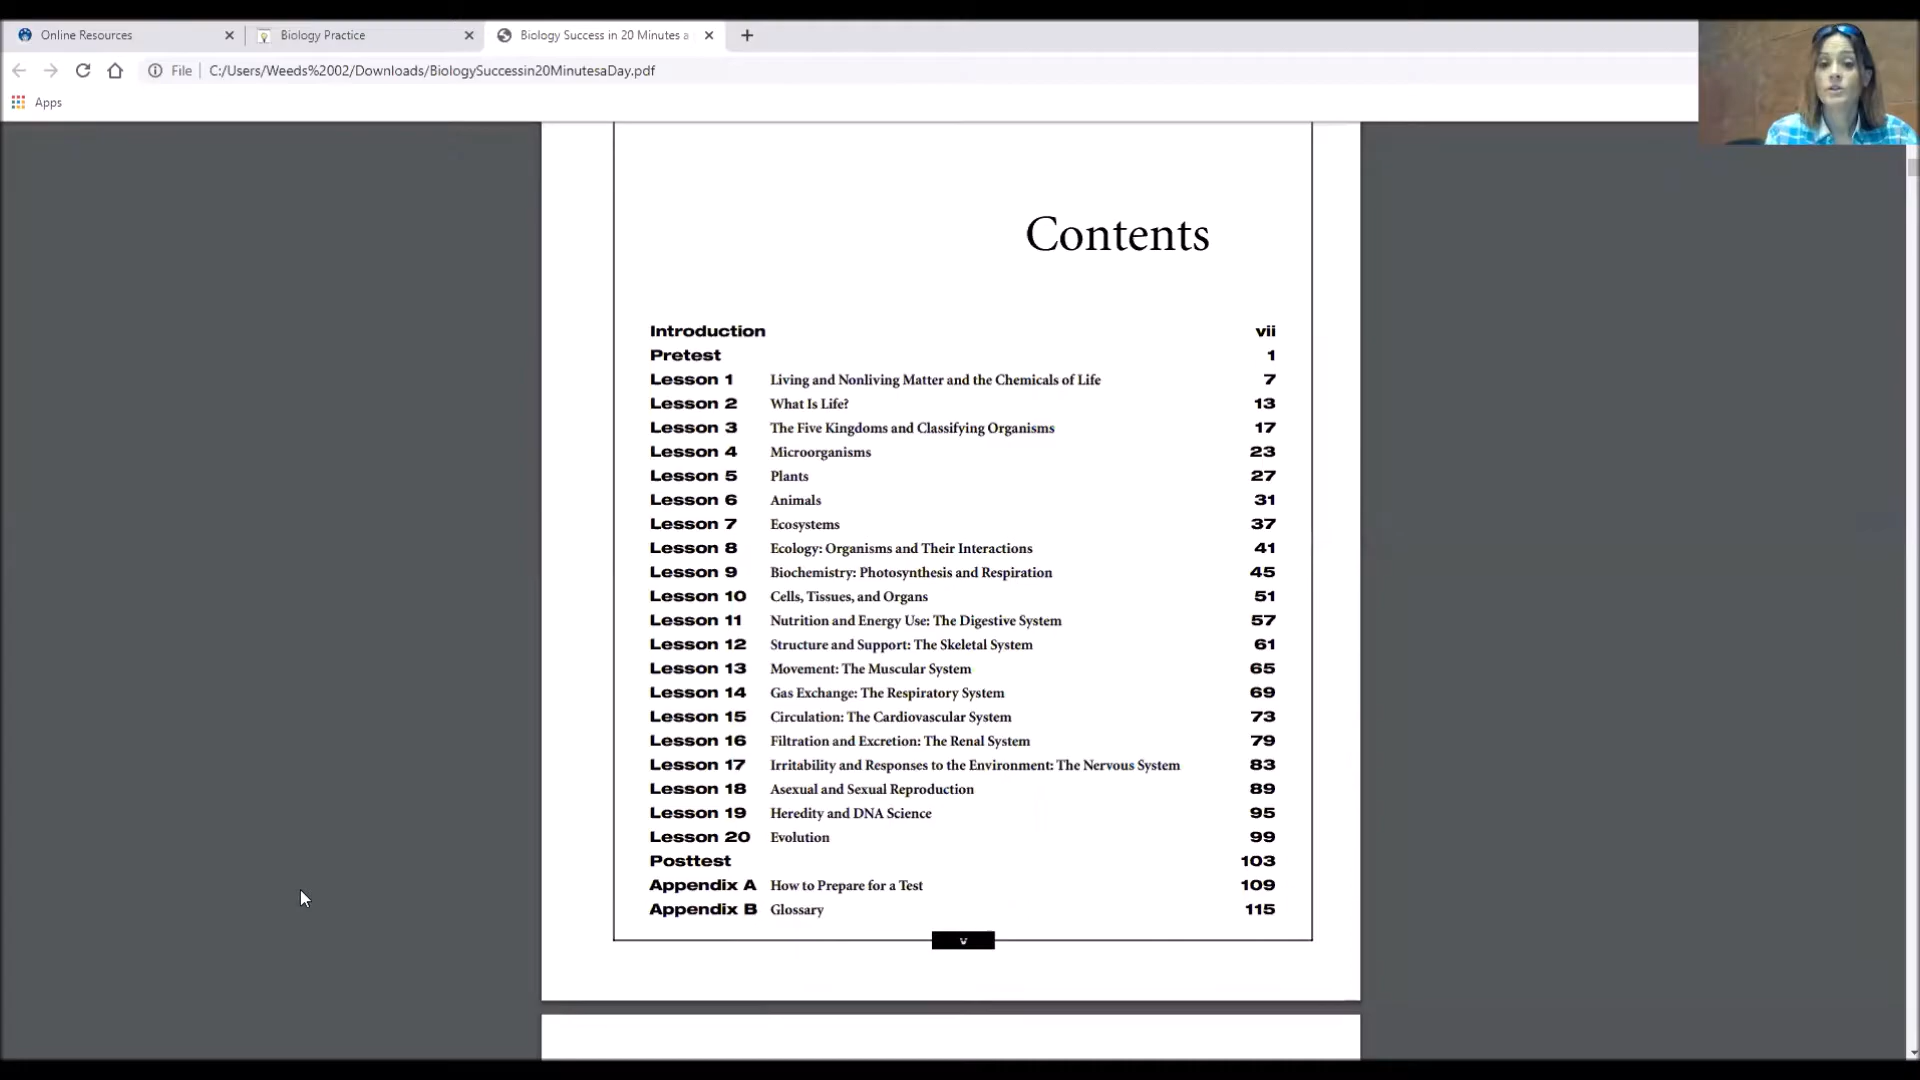 Online Resources
Biology Practice
Biology Success in 20 Minutes a
File
C:/Users/Weeds%2002/Downloads/BiologySuccessin20MinutesaDay.pdf
Apps
Contents
Introduction vii
Pretest 1
Lesson 1 Living and Nonliving Matter and the Chemicals of Life 7
Lesson 2 What Is Life? 13
Lesson 3 The Five Kingdoms and Classifying Organisms 17
Lesson 4 Microorganisms 23
Lesson 5 Plants 27
Lesson 6 Animals 31
Lesson 7 Ecosystems 37
Lesson 8 Ecology: Organisms and Their Interactions 41
Lesson 9 Biochemistry: Photosynthesis and Respiration 45
Lesson 10 Cells, Tissues, and Organs 51
Lesson 11 Nutrition and Energy Use: The Digestive System 57
Lesson 12 Structure and Support: The Skeletal System 61
Lesson 13 Movement: The Muscular System 65
Lesson 14 Gas Exchange: The Respiratory System 69
Lesson 15 Circulation: The Cardiovascular System 73
Lesson 16 Filtration and Excretion: The Renal System 79
Lesson 17 Irritability and Responses to the Environment: The Nervous System 83
Lesson 18 Asexual and Sexual Reproduction 89
Lesson 19 Heredity and DNA Science 95
Lesson 20 Evolution 99
Posttest 103
Appendix A How to Prepare for a Test 109
Appendix B Glossary 115
v